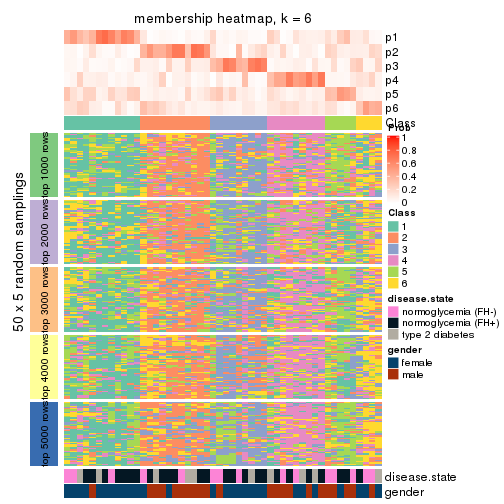 membership heatmap, k = 6
p1
p2
p3
p4
p5
p6
Class
Prob
1
0.8
0.6
0.4
0.2
0
Class
1
2
3
4
5
6
disease.state
normoglycemia (FH-)
normoglycemia (FH+)
type 2 diabetes
gender
female
male
50 x 5 random samplings
top 1000 rows
top 2000 rows
top 3000 rows
top 4000 rows
top 5000 rows
disease.state
gender